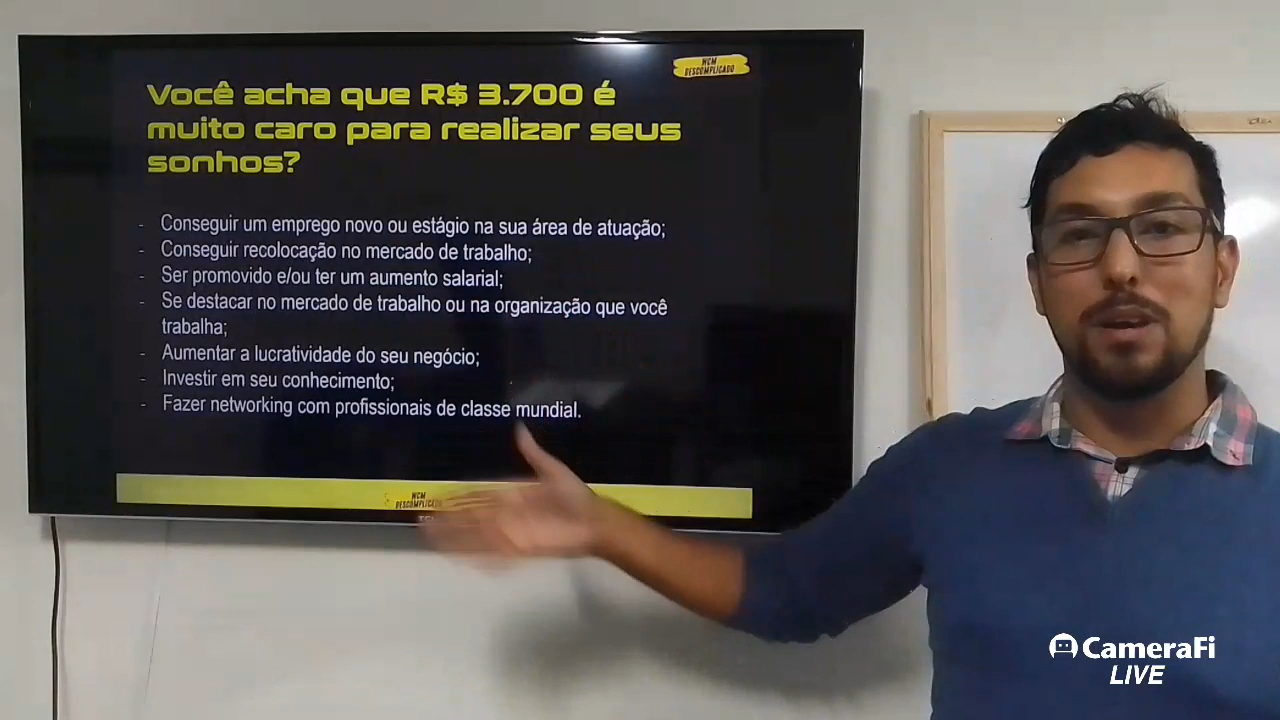 WCM
DESCOMPLICADO
Você acha que R$ 3.700 é
muito caro para realizar seus
sonhos?
- Conseguir um emprego novo ou estágio na sua área de atuação;
- Conseguir recolocação no mercado de trabalho;
- Ser promovido e/ou ter um aumento salarial;
- Se destacar no mercado de trabalho ou na organização que você
trabalha;
- Aumentar a lucratividade do seu negócio;
- Investir em seu conhecimento;
- Fazer networking com profissionais de classe mundial.
WCM
DESCOMPLICADO
CameraFi
LIVE